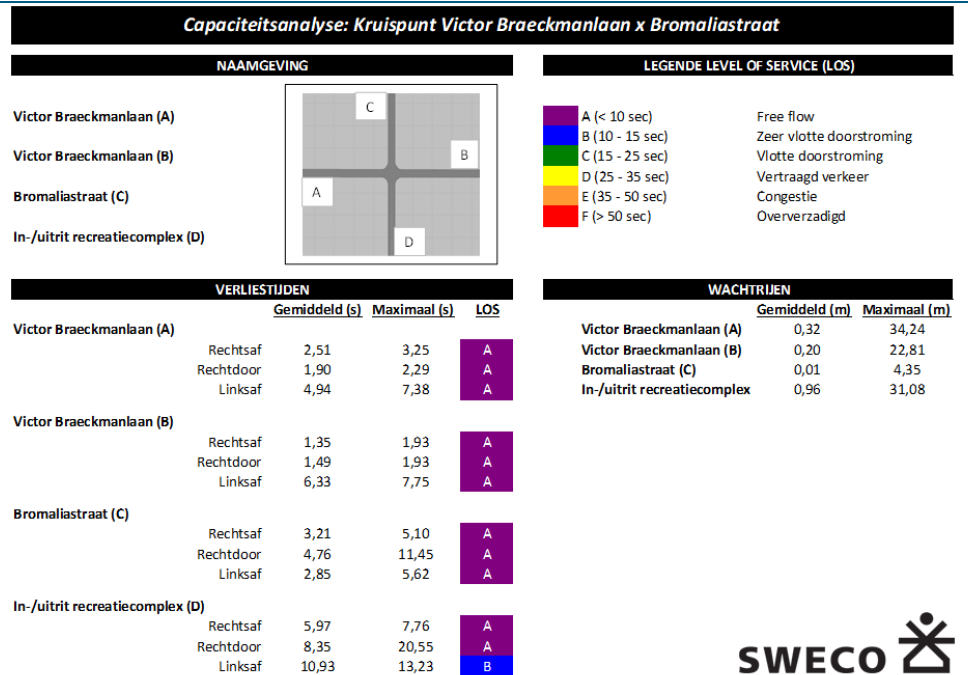 Capaciteitsanalyse: Kruispunt Victor Braeckmanlaan x Bromaliastraat
NAAMGEVING
Victor Braeckmanlaan (A)
Victor Braeckmanlaan (B)
Bromaliastraat (C)
In-/uitrit recreatiecomplex (D)
C
B
A
D
LEGENDE LEVEL OF SERVICE (LOS)
A (< 10 sec) Free flow
B (10 - 15 sec) Zeer vlotte doorstroming
C (15 - 25 sec) Vlotte doorstroming
D (25 - 35 sec) Vertraagd verkeer
E (35 - 50 sec) Congestie
F (> 50 sec) Oververzadigd
VERLIESTIJDEN
Gemiddeld (s) Maximaal (s) LOS
Victor Braeckmanlaan (A)
Rechtsaf 2,51 3,25 A
Rechtdoor 1,90 2,29 A
Linksaf 4,94 7,38 A
Victor Braeckmanlaan (B)
Rechtsaf 1,35 1,93 A
Rechtdoor 1,49 1,93 A
Linksaf 6,33 7,75 A
Bromaliastraat (C)
Rechtsaf 3,21 5,10 A
Rechtdoor 4,76 11,45 A
Linksaf 2,85 5,62 A
In-/uitrit recreatiecomplex (D)
Rechtsaf 5,97 7,76 A
Rechtdoor 8,35 20,55 A
Linksaf 10,93 13,23 B
WACHTRIJEN
Gemiddeld (m) Maximaal (m)
Victor Braeckmanlaan (A) 0,32 34,24
Victor Braeckmanlaan (B) 0,20 22,81
Bromaliastraat (C) 0,01 4,35
In-/uitrit recreatiecomplex 0,96 31,08
SWECO